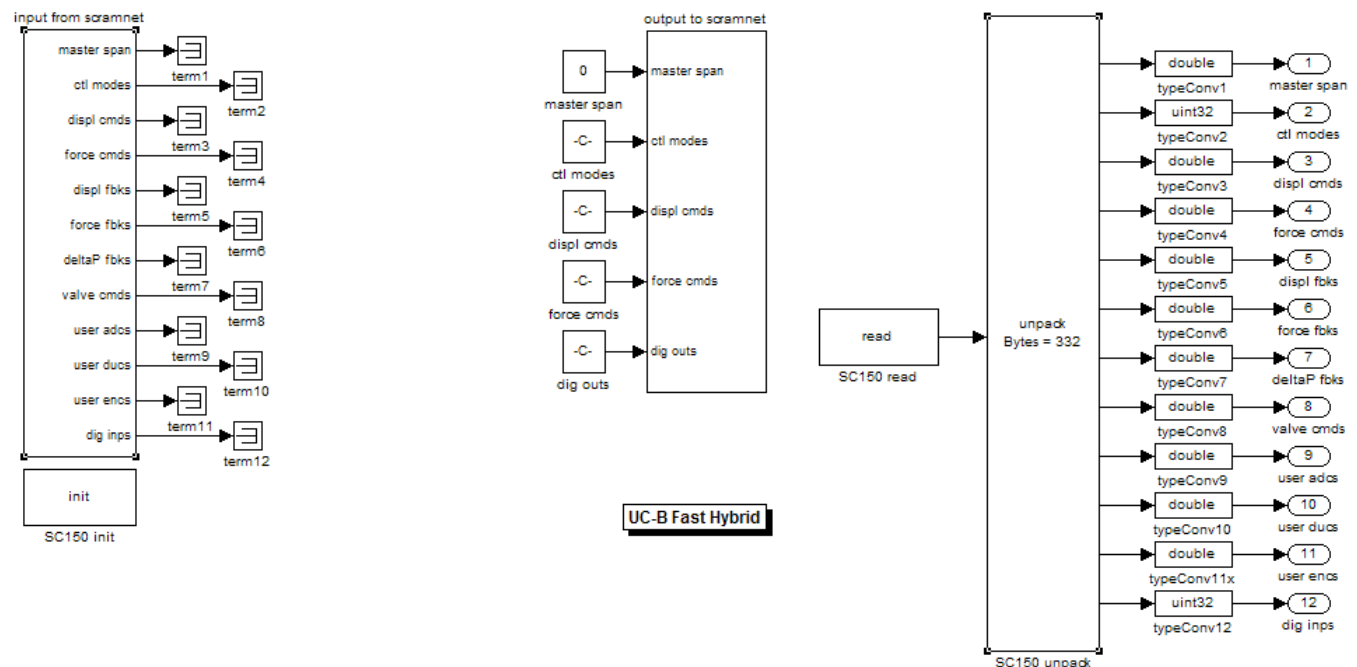 input from scramnet
master span
term1
ctl modes
term2
displ cmds
term3
force cmds
term4
displ fbks
term5
force fbks
term6
deltaP fbks
term7
valve cmds
term8
user adcs
term9
user ducs
term10
user encs
term11
dig inps
term12
init
SC150 init
output to scramnet
0
master span
master span
-C-
ctl modes
ctl modes
-C-
displ cmds
displ cmds
-C-
force cmds
force cmds
-C-
dig outs
dig outs
UC-B Fast Hybrid
read
SC150 read
unpack
Bytes = 332
SC150 unpack
double
typeConv1
1
master span
uint32
typeConv2
2
ctl modes
double
typeConv3
3
displ cmds
double
typeConv4
4
force cmds
double
typeConv5
5
displ fbks
double
typeConv6
6
force fbks
double
typeConv7
7
deltaP fbks
double
typeConv8
8
valve cmds
double
typeConv9
9
user adcs
double
typeConv10
10
user ducs
double
typeConv11x
11
user encs
uint32
typeConv12
12
dig inps